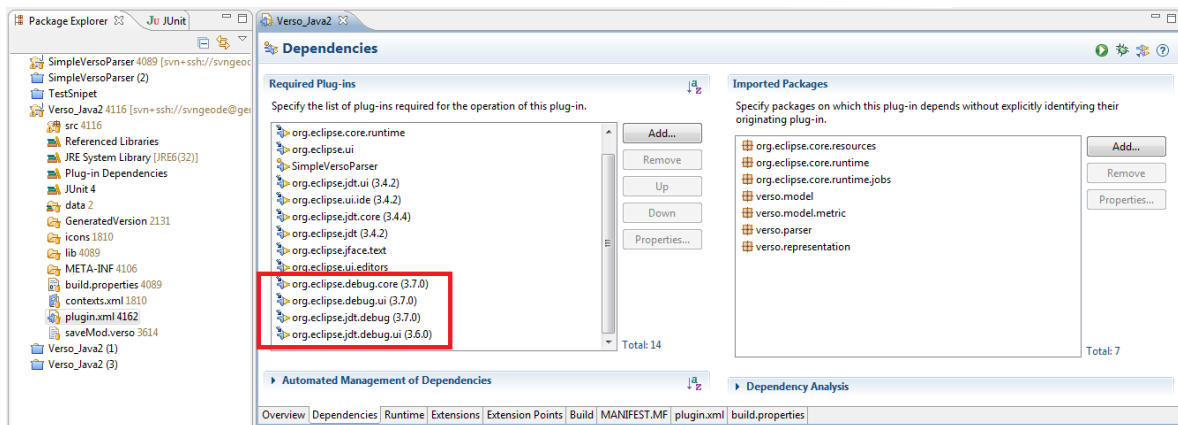 Package Explorer
JUnit
SimpleVersoParser 4089 [svn+ssh://svngeoc
SimpleVersoParser (2)
TestSnipet
Verso_Java2 4116 [svn+ssh://svngeode@gei
src 4116
Referenced Libraries
JRE System Library [JRE6(32)]
Plug-in Dependencies
JUnit 4
data 2
GeneratedVersion 2131
icons 1810
lib 4089
META-INF 4106
build.properties 4089
contexts.xml 1810
plugin.xml 4162
saveMod.verso 3614
Verso_Java2 (1)
Verso_Java2 (3)
Verso_Java2
Dependencies
Required Plug-ins
Specify the list of plug-ins required for the operation of this plug-in.
org.eclipse.core.runtime
org.eclipse.ui
SimpleVersoParser
org.eclipse.jdt.ui (3.4.2)
org.eclipse.ui.ide (3.4.2)
org.eclipse.jdt.core (3.4.4)
org.eclipse.jdt (3.4.2)
org.eclipse.jface.text
org.eclipse.ui.editors
org.eclipse.debug.core (3.7.0)
org.eclipse.debug.ui (3.7.0)
org.eclipse.jdt.debug (3.7.0)
org.eclipse.jdt.debug.ui (3.6.0)
Add...
Remove
Up
Down
Properties...
Total: 14
Automated Management of Dependencies
Imported Packages
Specify packages on which this plug-in depends without explicitly identifying their
originating plug-in.
org.eclipse.core.resources
org.eclipse.core.runtime
org.eclipse.core.runtime.jobs
verso.model
verso.model.metric
verso.parser
verso.representation
Add...
Remove
Properties...
Total: 7
Dependency Analysis
Overview Dependencies Runtime Extensions Extension Points Build MANIFEST.MF plugin.xml build.properties